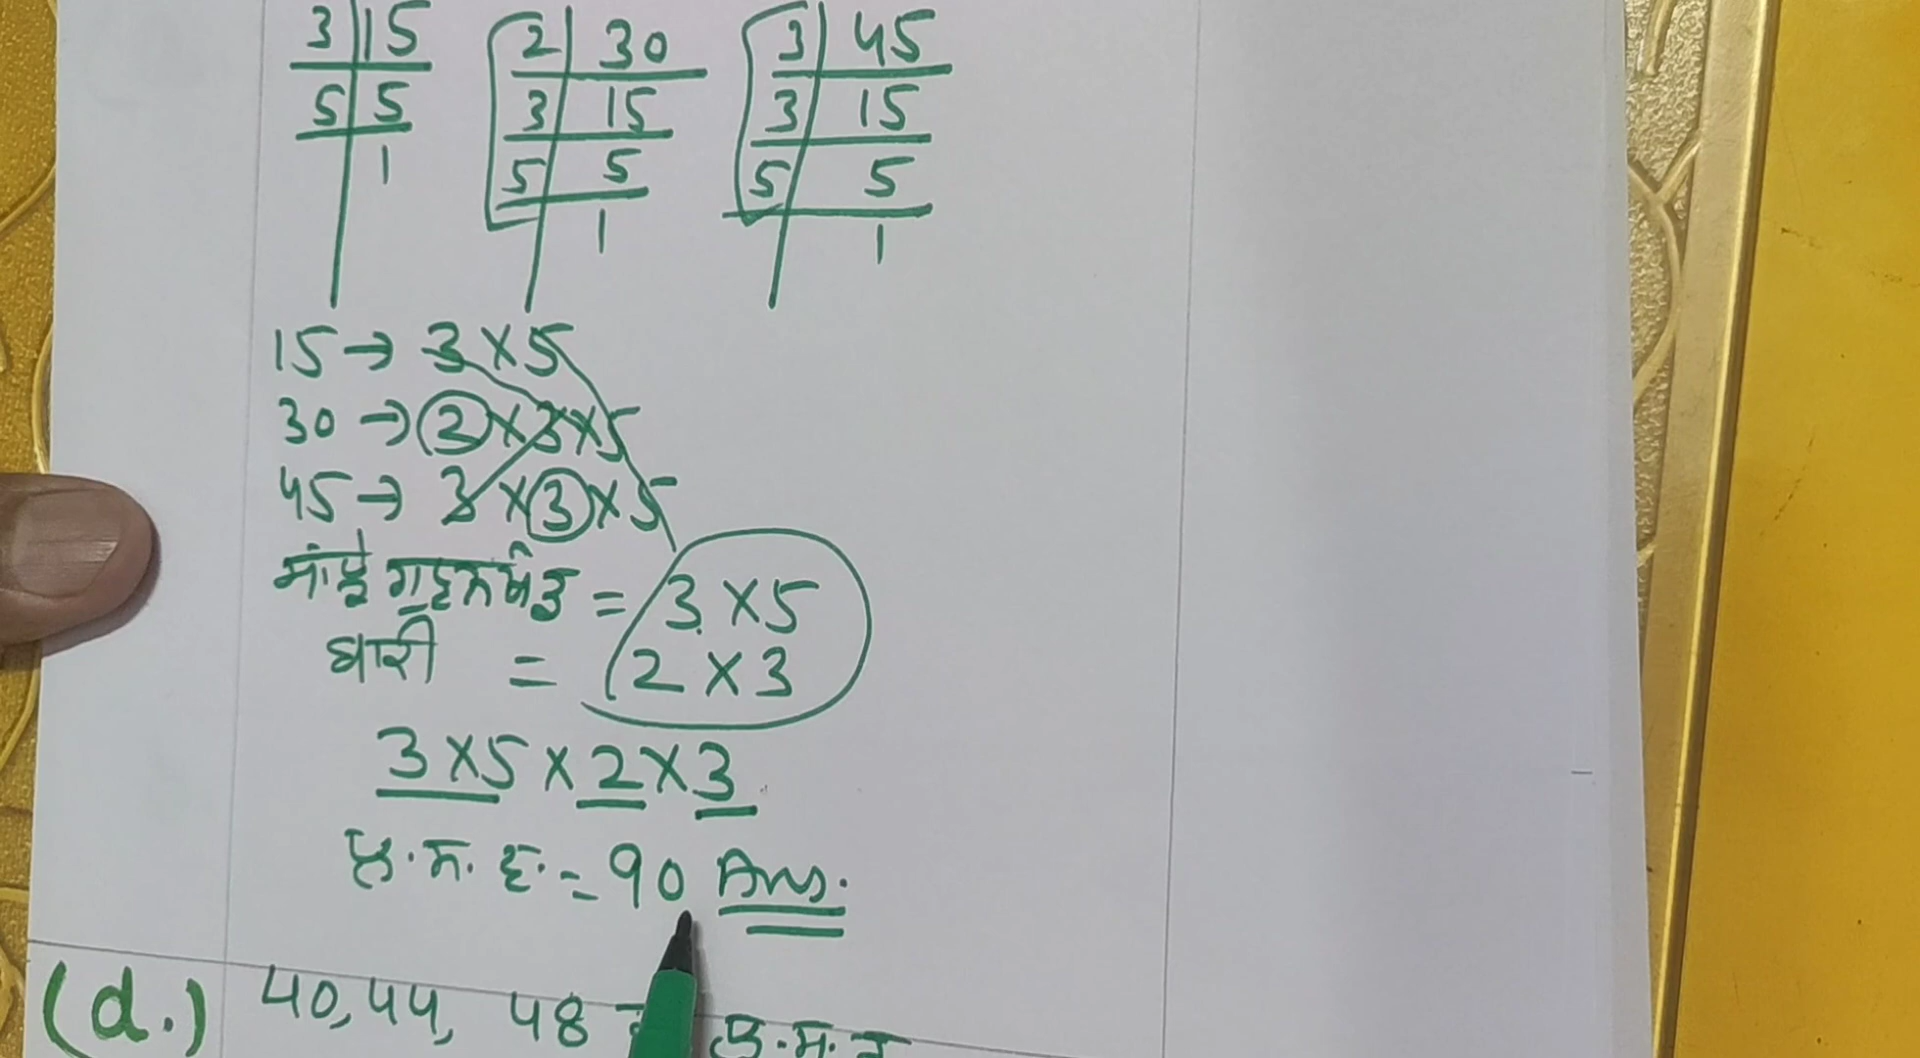 3 | 15  2 | 30  3 | 45
5 | 5  3 | 15  3 | 15
1  5 | 5  5 | 5
1  1
15 → 3 × 5
30 → 2 × 3 × 5
45 → 3 × 3 × 5
ਸਾਂਝੇ ਗੁਣਨਖੰਡ = 3 × 5
ਬਾਕੀ = 2 × 3
3 × 5 × 2 × 3
ਲ.ਸ.ਵ. = 90 Ans.
(d.) 40, 44, 48 ਲ.ਸ.